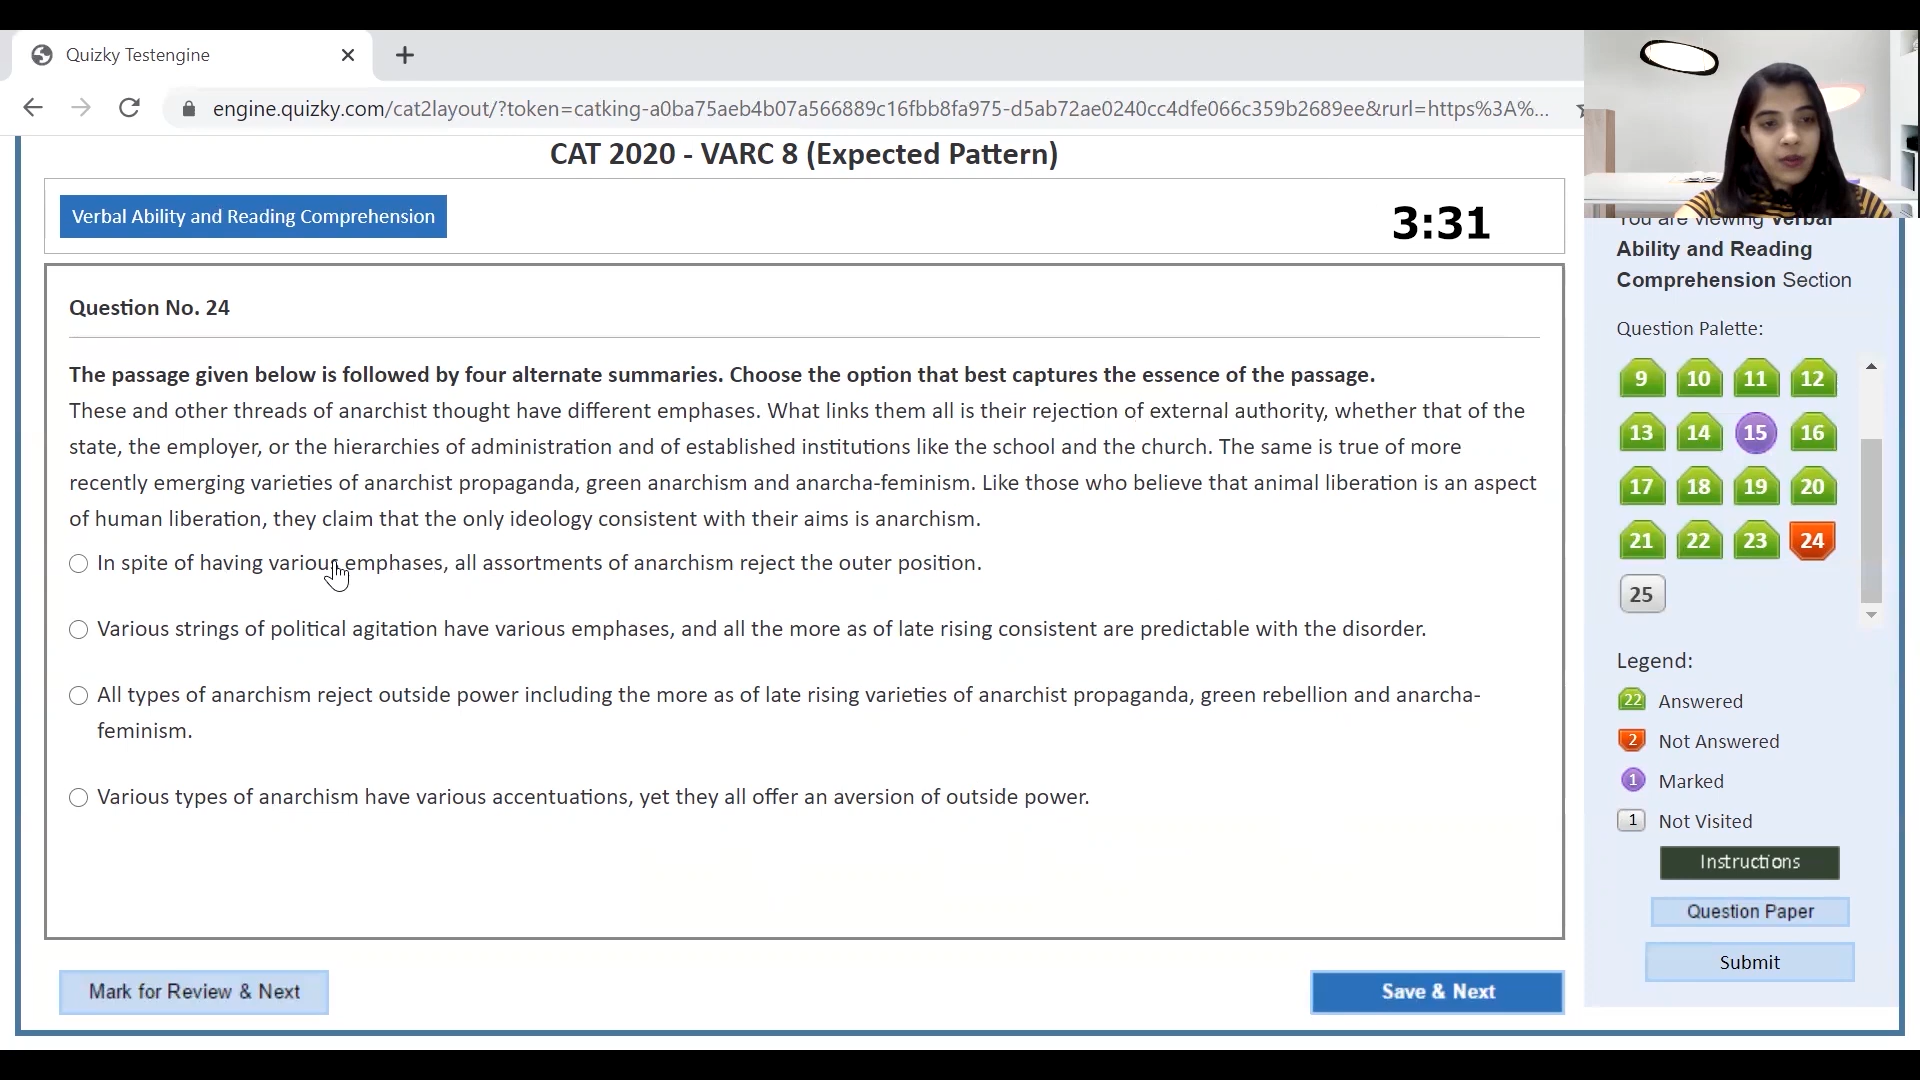 Quizky Testengine
engine.quizky.com/cat2layout/?token=catking-a0ba75aeb4b07a566889c16fbb8fa975-d5ab72ae0240cc4dfe066c359b2689ee&rurl=https%3A%...
CAT 2020 - VARC 8 (Expected Pattern)
Verbal Ability and Reading Comprehension
3:31
Question No. 24
The passage given below is followed by four alternate summaries. Choose the option that best captures the essence of the passage.
These and other threads of anarchist thought have different emphases. What links them all is their rejection of external authority, whether that of the
state, the employer, or the hierarchies of administration and of established institutions like the school and the church. The same is true of more
recently emerging varieties of anarchist propaganda, green anarchism and anarcha-feminism. Like those who believe that animal liberation is an aspect
of human liberation, they claim that the only ideology consistent with their aims is anarchism.
In spite of having various emphases, all assortments of anarchism reject the outer position.
Various strings of political agitation have various emphases, and all the more as of late rising consistent are predictable with the disorder.
All types of anarchism reject outside power including the more as of late rising varieties of anarchist propaganda, green rebellion and anarcha-
feminism.
Various types of anarchism have various accentuations, yet they all offer an aversion of outside power.
Mark for Review & Next
Save & Next
You are viewing Verbal
Ability and Reading
Comprehension Section
Question Palette:
9 10 11 12
13 14 15 16
17 18 19 20
21 22 23 24
25
Legend:
22 Answered
2 Not Answered
1 Marked
1 Not Visited
Instructions
Question Paper
Submit